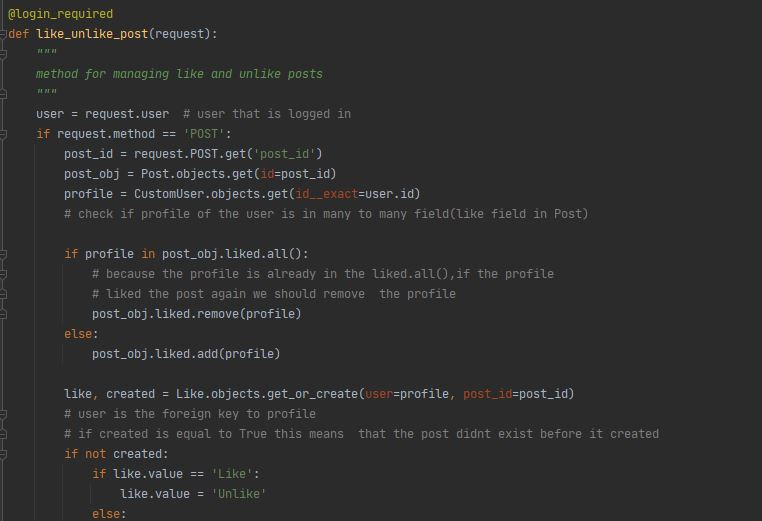 @login_required
def like_unlike_post(request):
    """
    method for managing like and unlike posts
    """
    user = request.user  # user that is logged in
    if request.method == 'POST':
        post_id = request.POST.get('post_id')
        post_obj = Post.objects.get(id=post_id)
        profile = CustomUser.objects.get(id__exact=user.id)
        # check if profile of the user is in many to many field(like field in Post)

        if profile in post_obj.liked.all():
            # because the profile is already in the liked.all(),if the profile
            # liked the post again we should remove  the profile
            post_obj.liked.remove(profile)
        else:
            post_obj.liked.add(profile)

        like, created = Like.objects.get_or_create(user=profile, post_id=post_id)
        # user is the foreign key to profile
        # if created is equal to True this means  that the post didnt exist before it created
        if not created:
            if like.value == 'Like':
                like.value = 'Unlike'
            else: